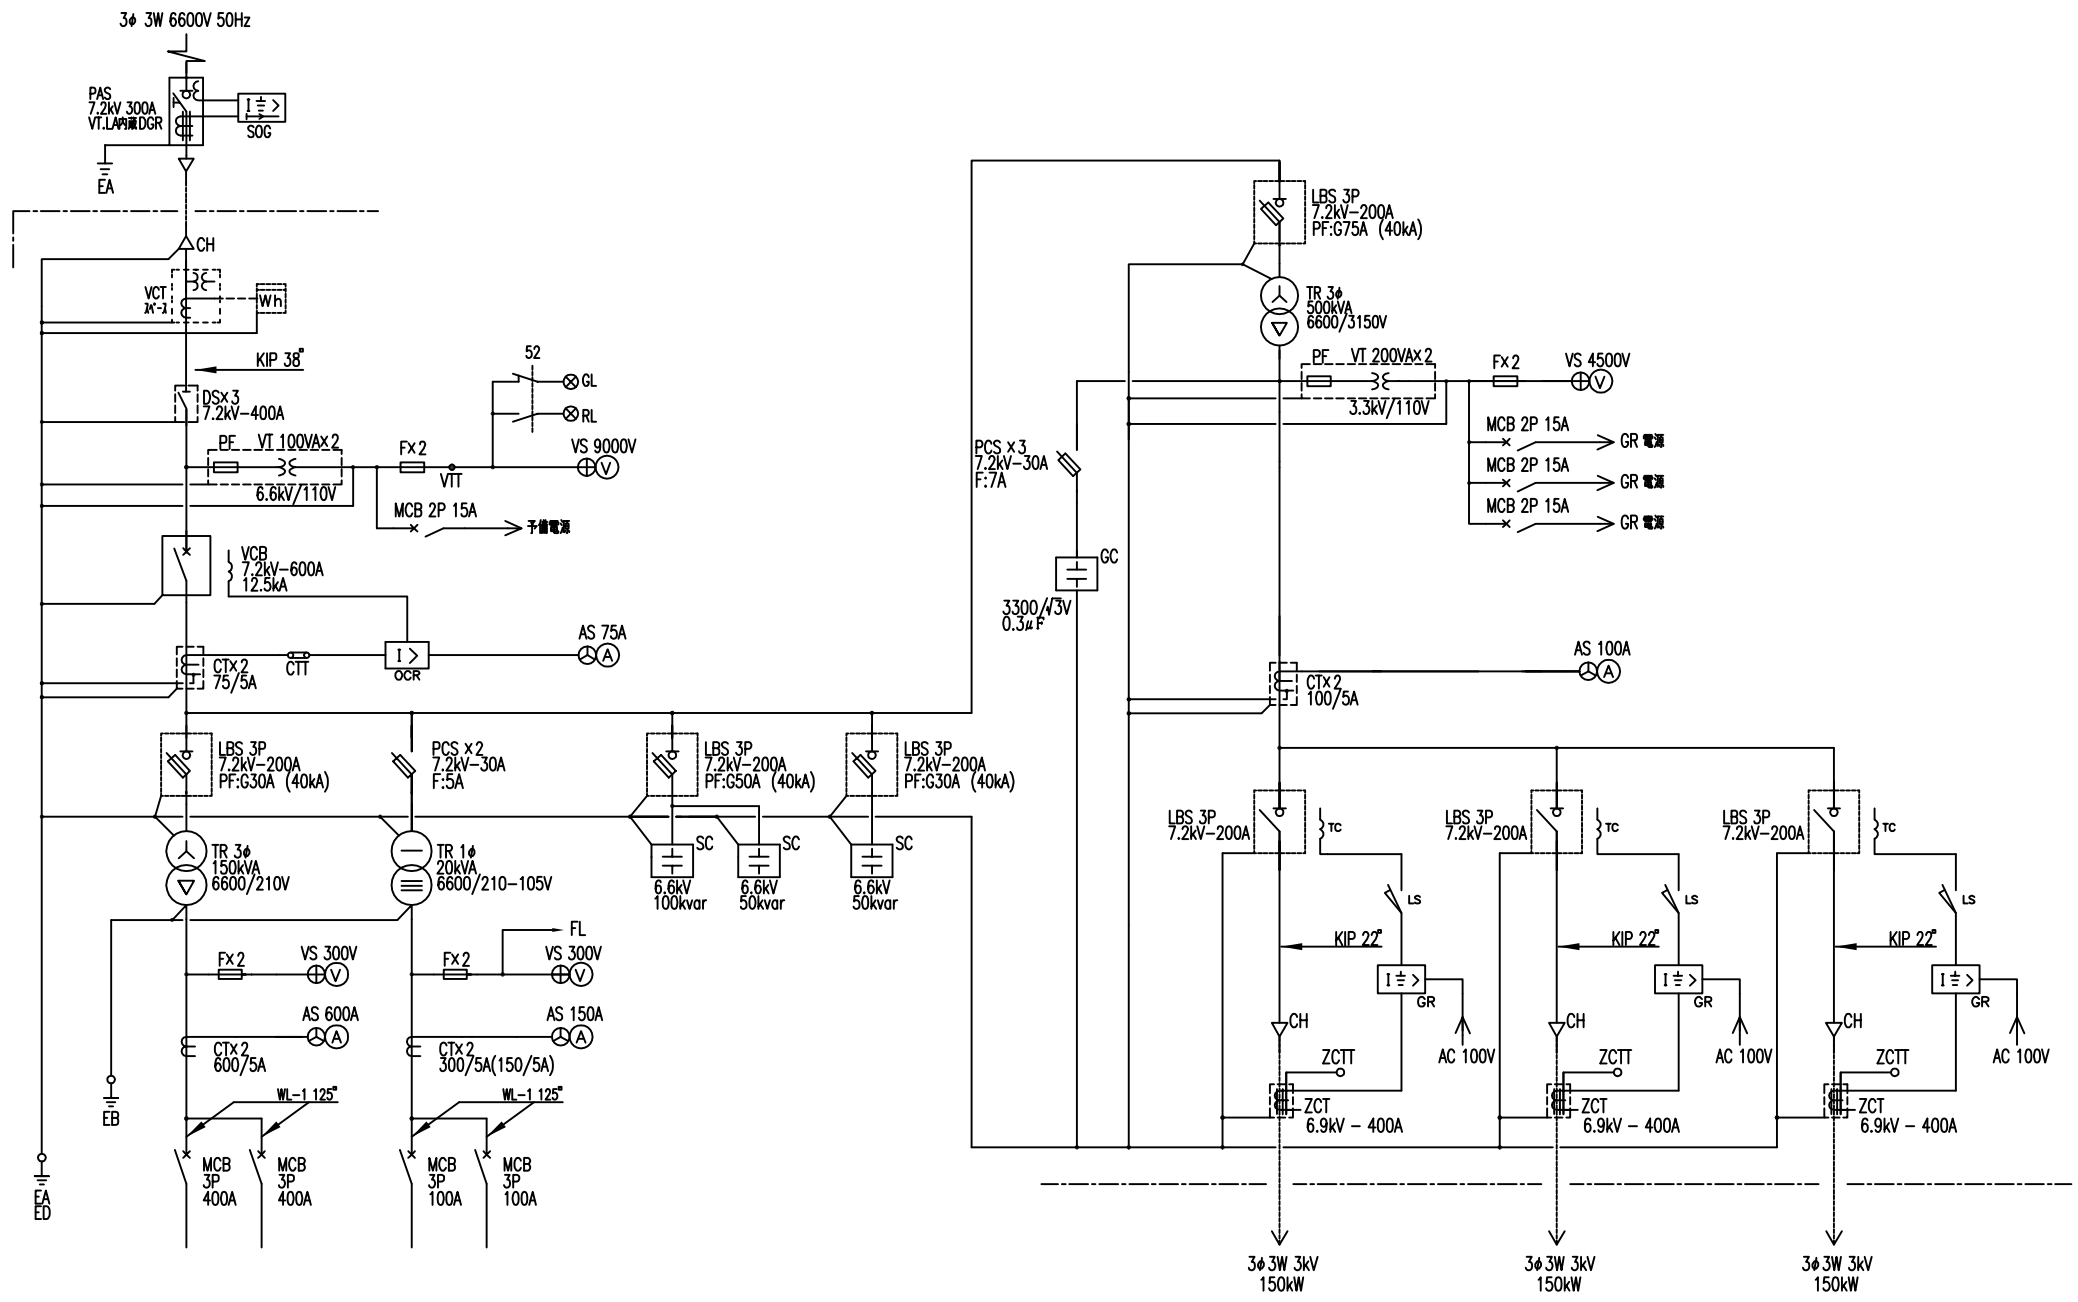 3φ 3W 6600V 50Hz
PAS
7.2kV 300A
VT.LA内蔵DGR
I ≑ >
SOG
EA
CH
VCT
ｽﾍﾟｰｽ
Wh
KIP 38□
DS×3
7.2kV-400A
PF
VT 100VA×2
6.6kV/110V
F×2
VTT
52
GL
RL
VS 9000V
V
MCB 2P 15A
予備電源
VCB
7.2kV-600A
12.5kA
CT×2
75/5A
CTT
I >
OCR
AS 75A
A
LBS 3P
7.2kV-200A
PF:G30A (40kA)
PCS ×2
7.2kV-30A
F:5A
LBS 3P
7.2kV-200A
PF:G50A (40kA)
LBS 3P
7.2kV-200A
PF:G30A (40kA)
TR 3φ
150kVA
6600/210V
TR 1φ
20kVA
6600/210-105V
SC
6.6kV
100kvar
SC
6.6kV
50kvar
SC
6.6kV
50kvar
F×2
VS 300V
V
AS 600A
A
CT×2
600/5A
F×2
FL
VS 300V
V
AS 150A
A
CT×2
300/5A(150/5A)
EB
WL-1 125□
WL-1 125□
MCB
3P
400A
MCB
3P
400A
MCB
3P
100A
MCB
3P
100A
EA
ED
LBS 3P
7.2kV-200A
PF:G75A (40kA)
TR 3φ
500kVA
6600/3150V
PF
VT 200VA×2
3.3kV/110V
F×2
VS 4500V
V
MCB 2P 15A
GR 電源
MCB 2P 15A
GR 電源
MCB 2P 15A
GR 電源
PCS ×3
7.2kV-30A
F:7A
GC
3300/√3V
0.3μF
CT×2
100/5A
AS 100A
A
LBS 3P
7.2kV-200A
TC
LS
KIP 22□
I ≑ >
GR
AC 100V
CH
ZCTT
ZCT
6.9kV - 400A
3φ3W 3kV
150kW
LBS 3P
7.2kV-200A
TC
LS
KIP 22□
I ≑ >
GR
AC 100V
CH
ZCTT
ZCT
6.9kV - 400A
3φ3W 3kV
150kW
LBS 3P
7.2kV-200A
TC
LS
KIP 22□
I ≑ >
GR
AC 100V
CH
ZCTT
ZCT
6.9kV - 400A
3φ3W 3kV
150kW